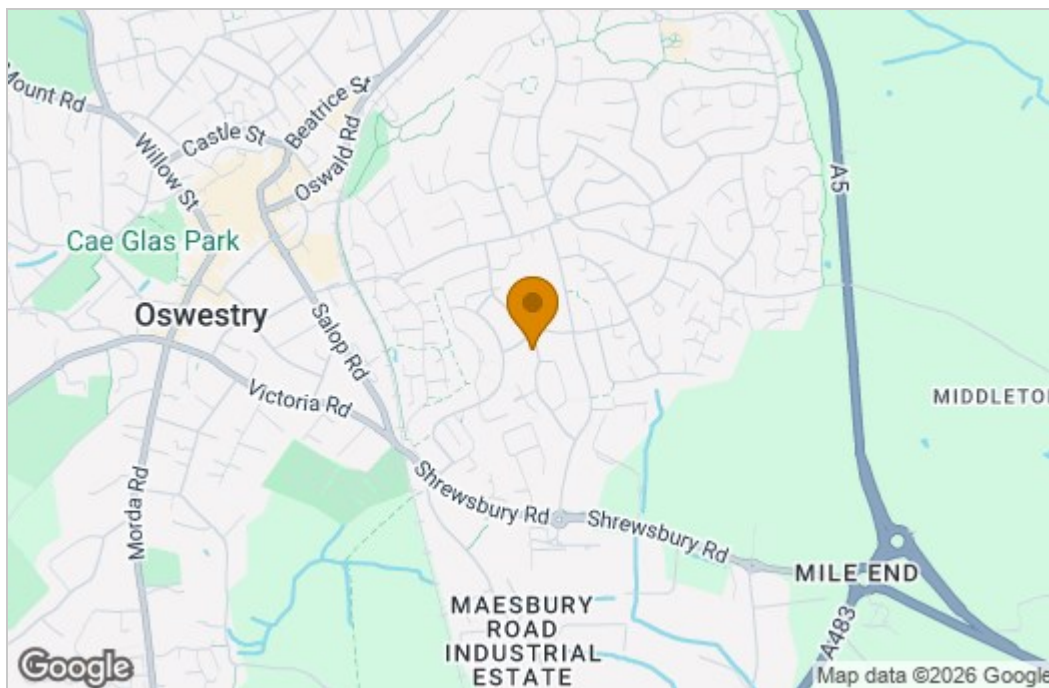 Mount Rd
Willow St
Castle St
Beatrice St
Oswald Rd
A5
Cae Glas Park
Oswestry
Salop Rd
Victoria Rd
MIDDLETO
Morda Rd
Shrewsbury Rd
Shrewsbury Rd
MILE END
MAESBURY
ROAD
INDUSTRIAL
ESTATE
A483
Google
Map data ©2026 Google